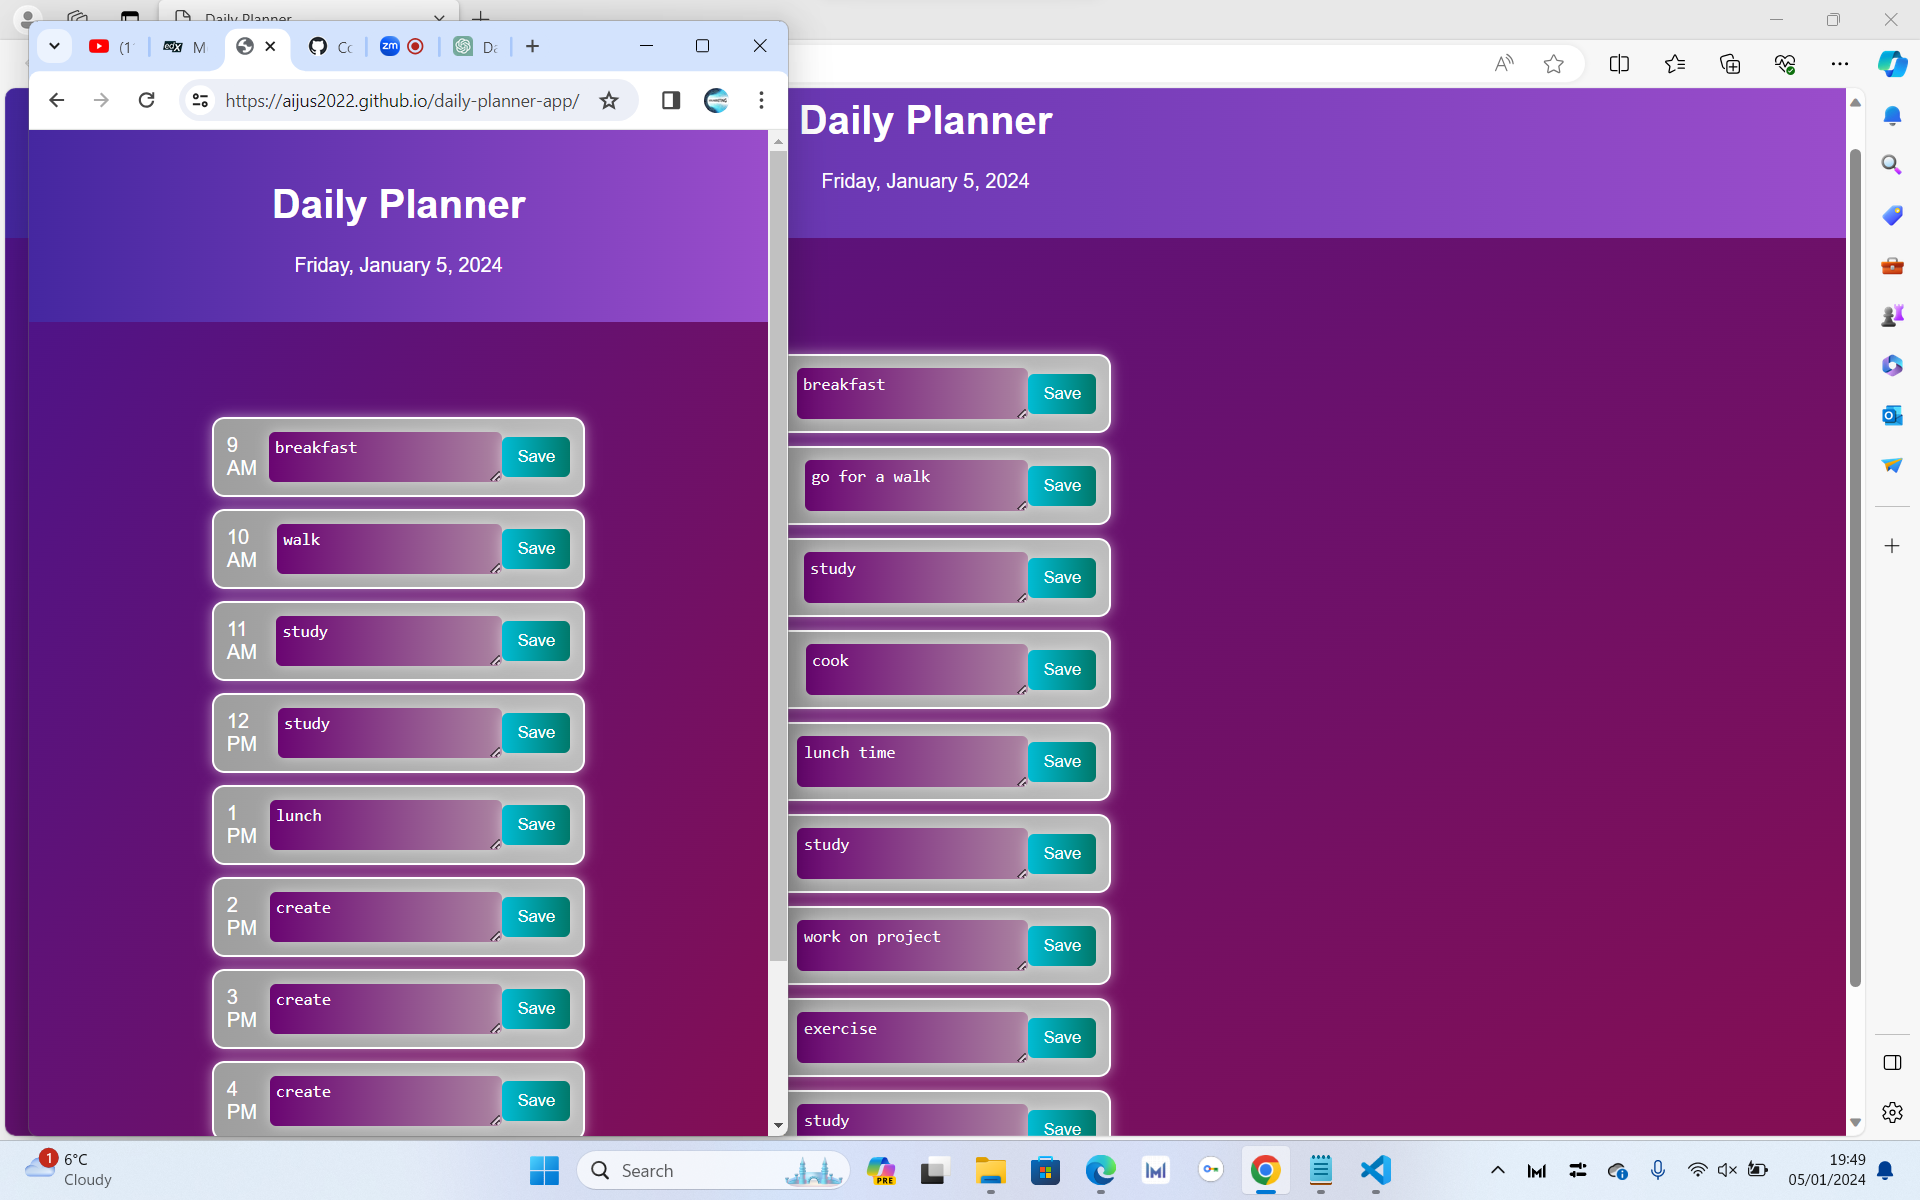 Daily Planner
(1
M
Cc
Da
https://aijus2022.github.io/daily-planner-app/
Daily Planner
Friday, January 5, 2024
9 AM
breakfast
Save
10 AM
walk
Save
11 AM
study
Save
12 PM
study
Save
1 PM
lunch
Save
2 PM
create
Save
3 PM
create
Save
4 PM
create
Save
Daily Planner
Friday, January 5, 2024
breakfast
Save
go for a walk
Save
study
Save
cook
Save
lunch time
Save
study
Save
work on project
Save
exercise
Save
study
Save
1
6°C
Cloudy
Search
PRE
19:49
05/01/2024